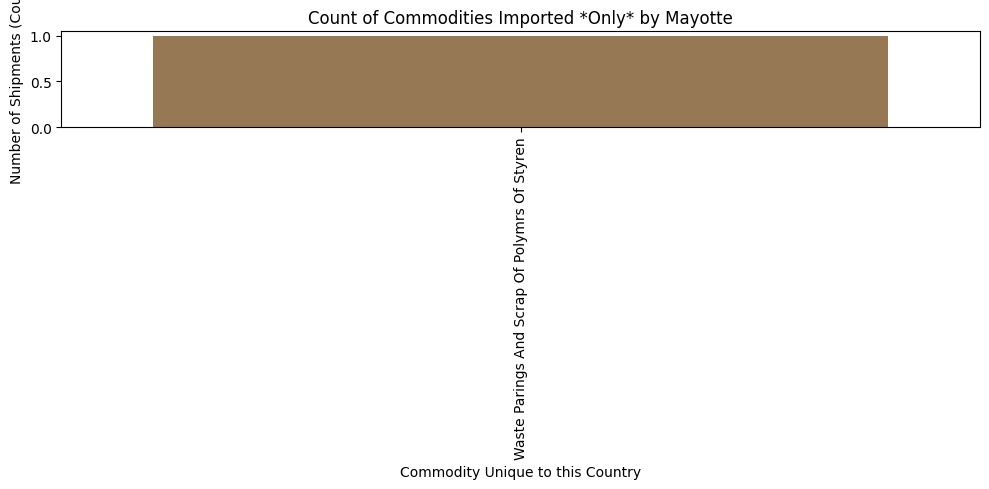 Count of Commodities Imported *Only* by Mayotte
Number of Shipments (Cou
1.0
0.5
0.0
Waste Parings And Scrap Of Polymrs Of Styren
Commodity Unique to this Country